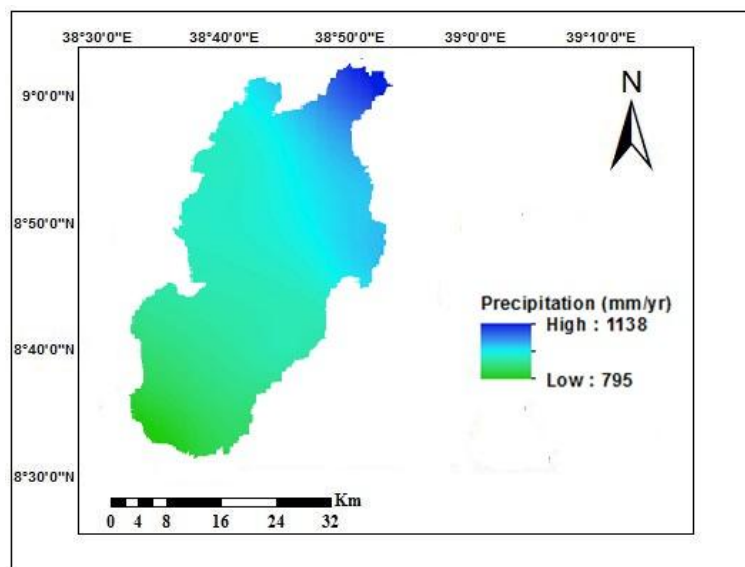 38°30'0"E 38°40'0"E 38°50'0"E 39°0'0"E 39°10'0"E
9°0'0"N
N
8°50'0"N
Precipitation (mm/yr)
High : 1138
8°40'0"N
Low : 795
8°30'0"N
Km
0 4 8 16 24 32